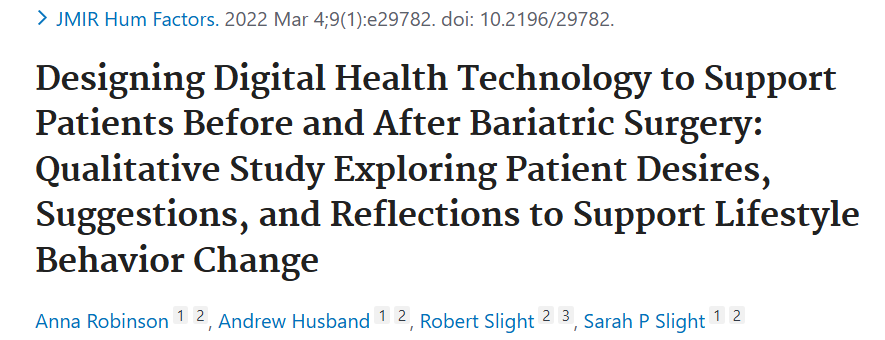 > JMIR Hum Factors. 2022 Mar 4;9(1):e29782. doi: 10.2196/29782.
Designing Digital Health Technology to Support
Patients Before and After Bariatric Surgery:
Qualitative Study Exploring Patient Desires,
Suggestions, and Reflections to Support Lifestyle
Behavior Change
Anna Robinson 1 2, Andrew Husband 1 2, Robert Slight 2 3, Sarah P Slight 1 2